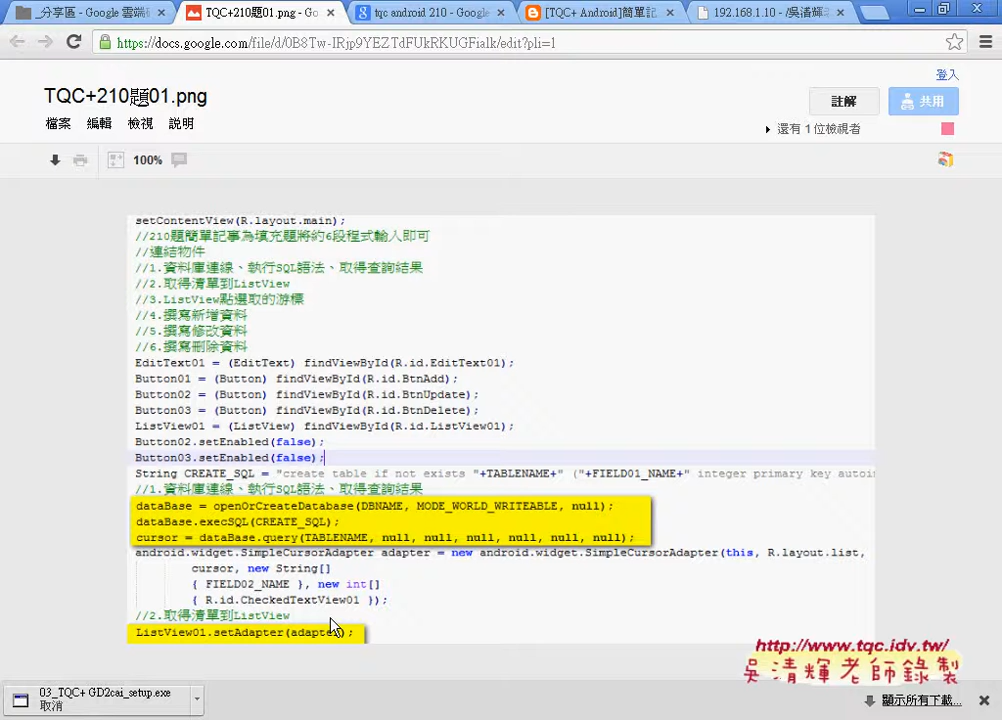 _分享區 - Google 雲端
TQC+210題01.png - Go
tqc android 210 - Google
[TQC+ Android]簡單記
192.168.1.10 - /吳清輝老
https://docs.google.com/file/d/0B8Tw-IRjp9YEZTdFUkRKUGFialk/edit?pli=1
登入
TQC+210題01.png
註解
共用
檔案 編輯 檢視 說明
還有 1 位檢視者
100%
setContentView(R.layout.main);
//210題簡單記事為填充題將約6段程式輸入即可
//連結物件
//1.資料庫連線、執行SQL語法、取得查詢結果
//2.取得清單到ListView
//3.ListView點選取的游標
//4.撰寫新增資料
//5.撰寫修改資料
//6.撰寫刪除資料
EditText01 = (EditText) findViewById(R.id.EditText01);
Button01 = (Button) findViewById(R.id.BtnAdd);
Button02 = (Button) findViewById(R.id.BtnUpdate);
Button03 = (Button) findViewById(R.id.BtnDelete);
ListView01 = (ListView) findViewById(R.id.ListView01);
Button02.setEnabled(false);
Button03.setEnabled(false);
String CREATE_SQL = "create table if not exists "+TABLENAME+" ("+FIELD01_NAME+" integer primary key autoin
//1.資料庫連線、執行SQL語法、取得查詢結果
dataBase = openOrCreateDatabase(DBNAME, MODE_WORLD_WRITEABLE, null);
dataBase.execSQL(CREATE_SQL);
cursor = dataBase.query(TABLENAME, null, null, null, null, null, null);
android.widget.SimpleCursorAdapter adapter = new android.widget.SimpleCursorAdapter(this, R.layout.list,
cursor, new String[]
{ FIELD02_NAME }, new int[]
{ R.id.CheckedTextView01 });
//2.取得清單到ListView
ListView01.setAdapter(adapter);
http://www.tqc.idv.tw/
吳清輝老師錄製
03_TQC+ GD2cai_setup.exe
取消
顯示所有下載...